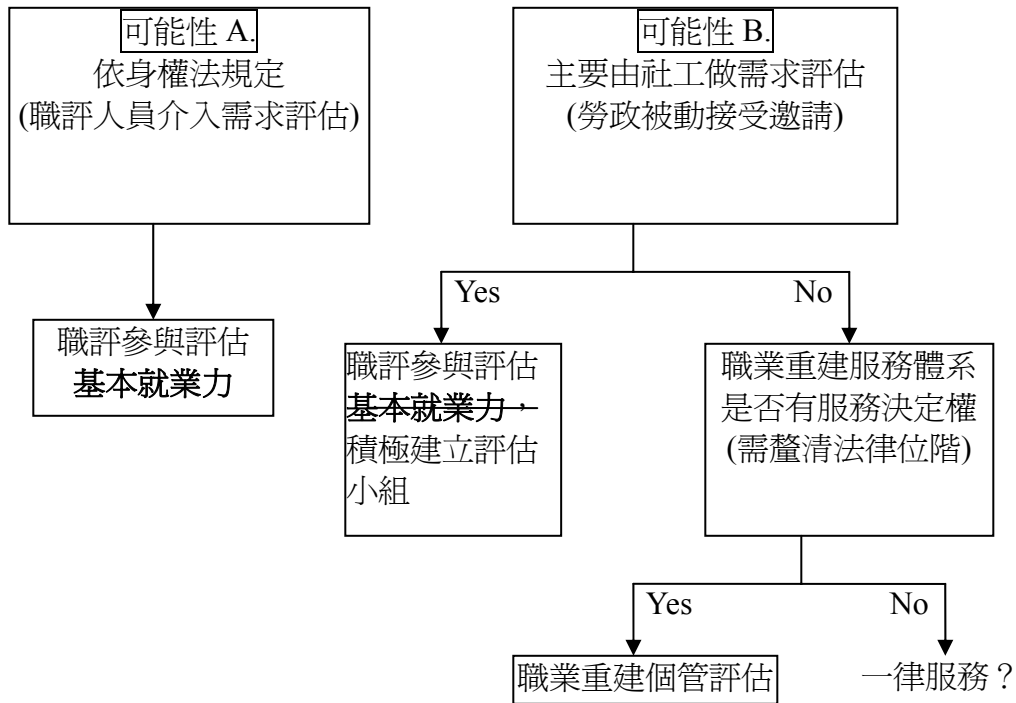 可能性 A.
依身權法規定
(職評人員介入需求評估)
可能性 B.
主要由社工做需求評估
(勞政被動接受邀請)
Yes
No
職評參與評估
基本就業力
職評參與評估
基本就業力，
積極建立評估
小組
職業重建服務體系
是否有服務決定權
(需釐清法律位階)
Yes
No
職業重建個管評估
一律服務？